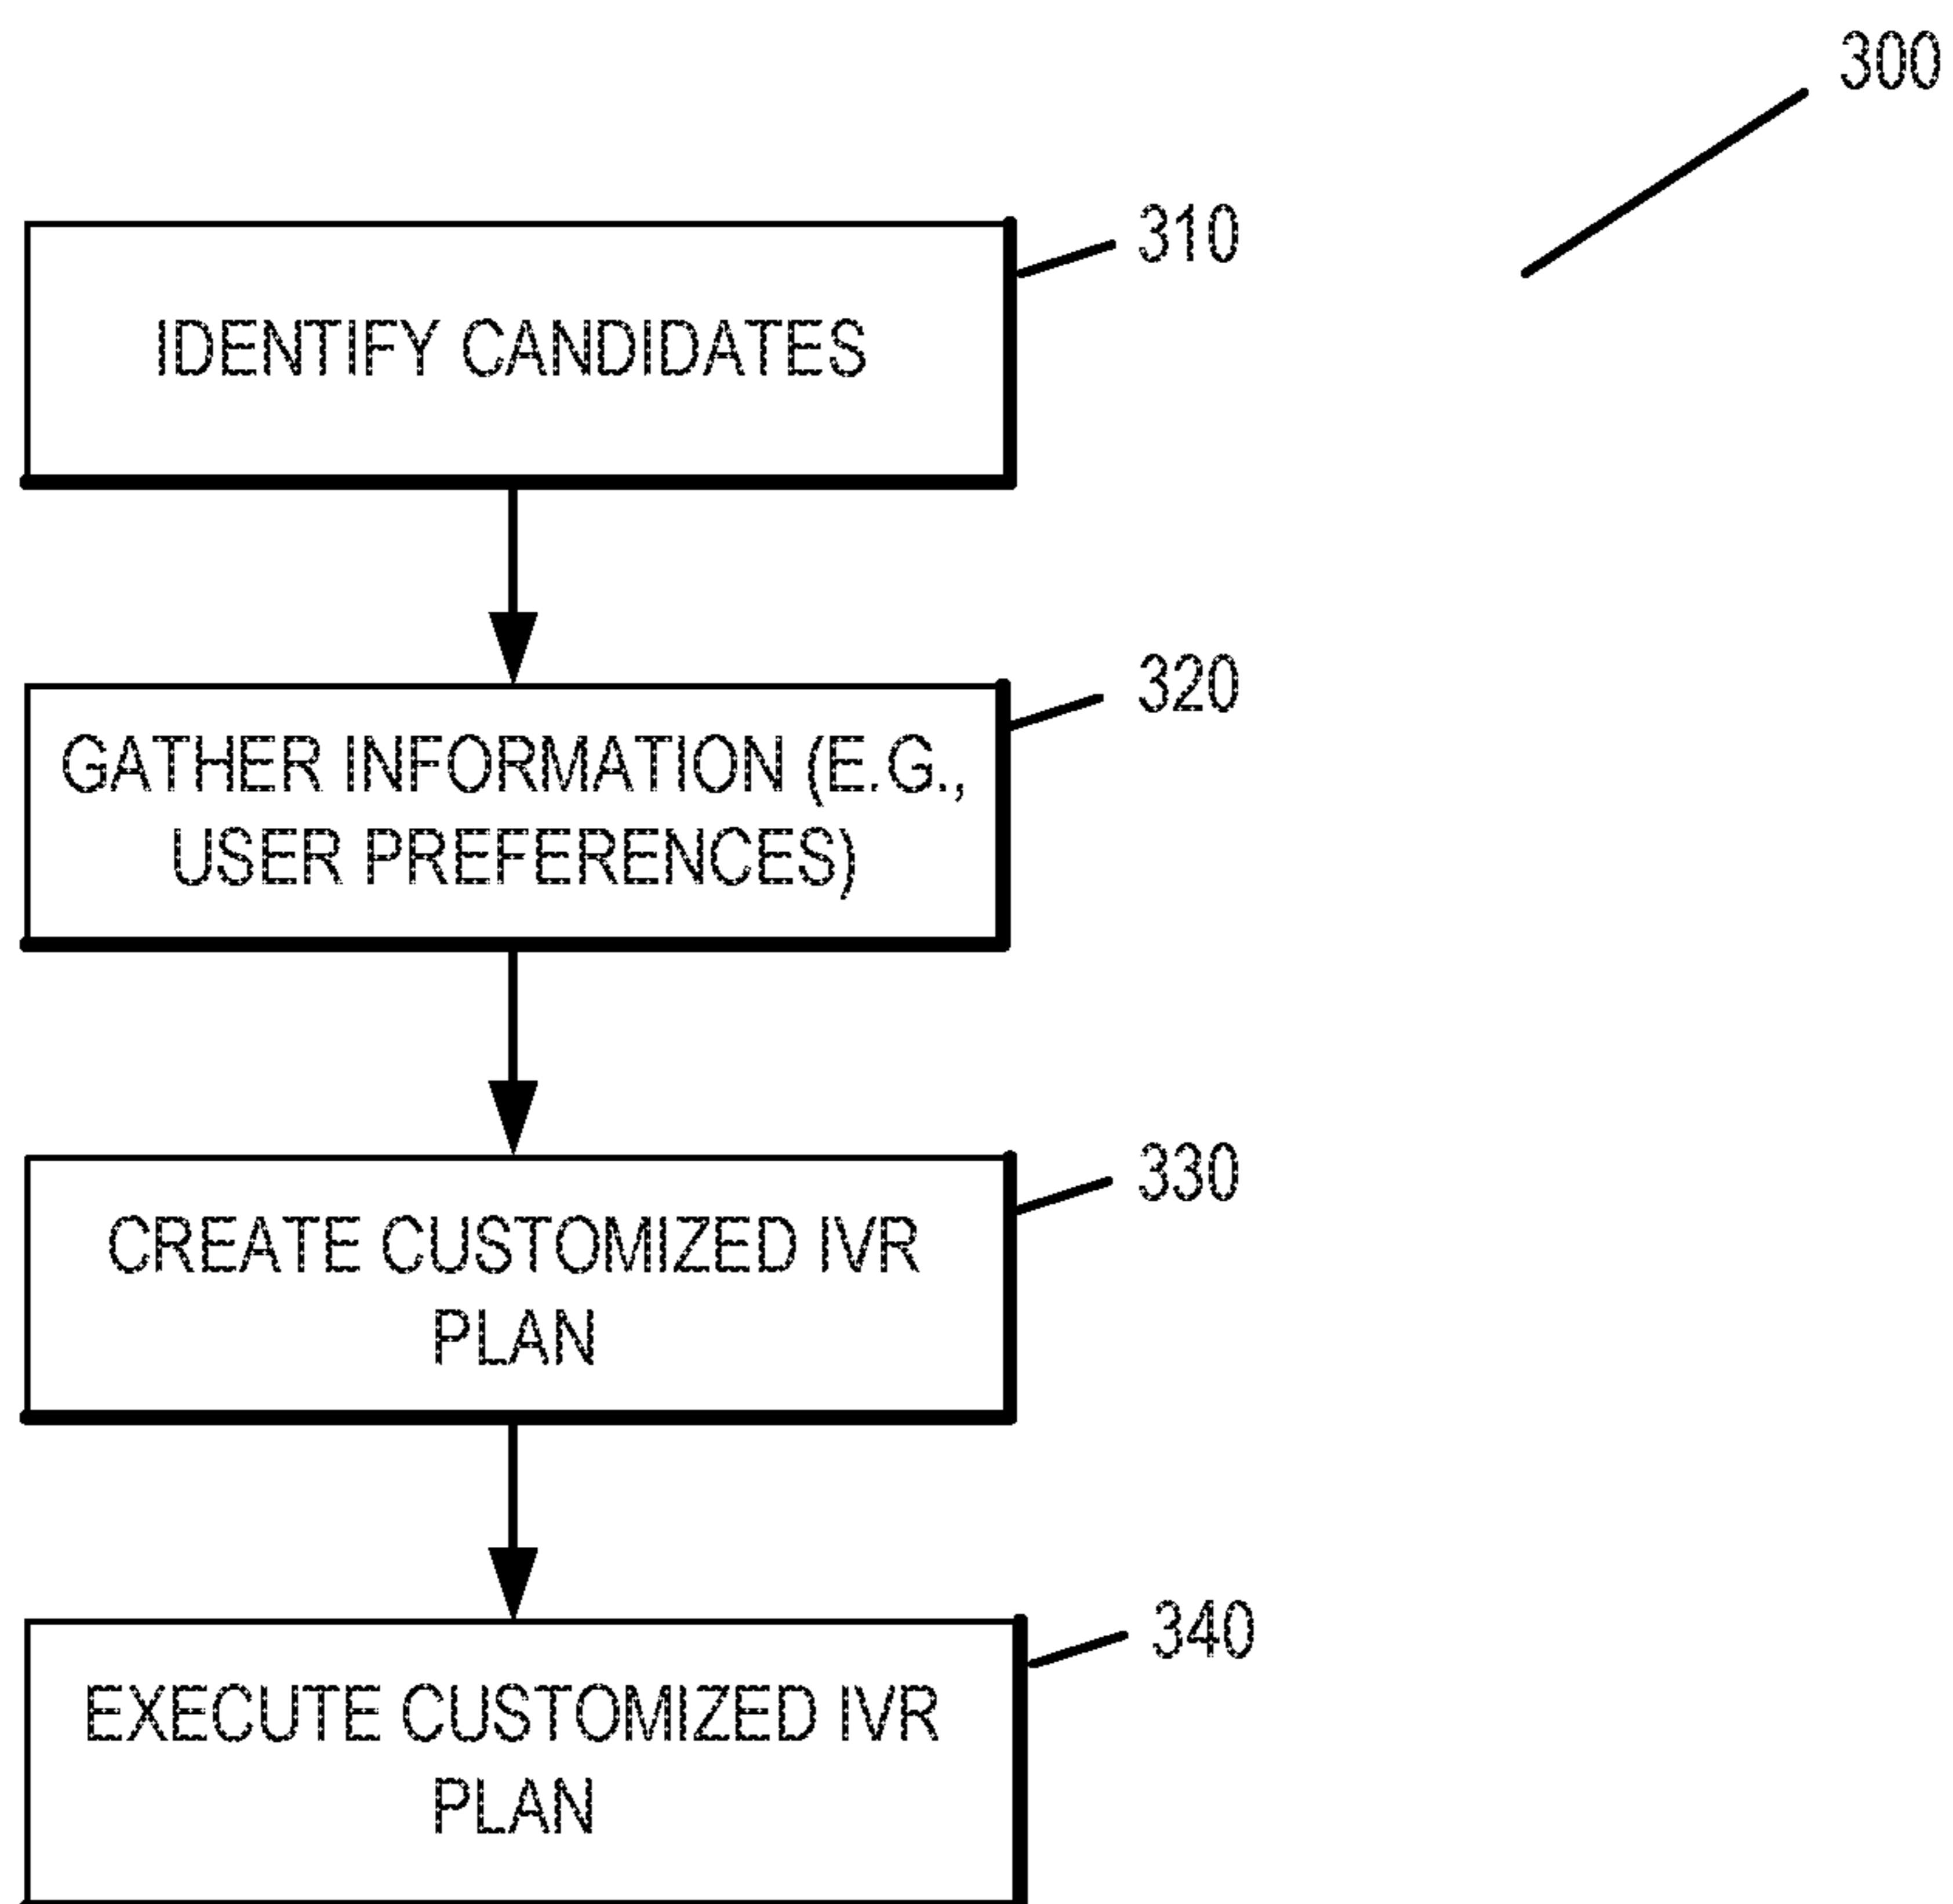 300
310
IDENTIFY CANDIDATES
320
GATHER INFORMATION (E.G.,
USER PREFERENCES)
330
CREATE CUSTOMIZED IVR
PLAN
340
EXECUTE CUSTOMIZED IVR
PLAN